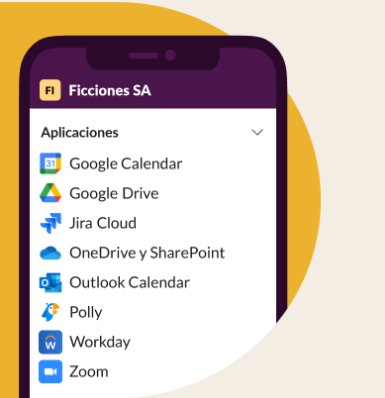 FI Ficciones SA
Aplicaciones
31 Google Calendar
Google Drive
Jira Cloud
OneDrive y SharePoint
Outlook Calendar
Polly
Workday
Zoom